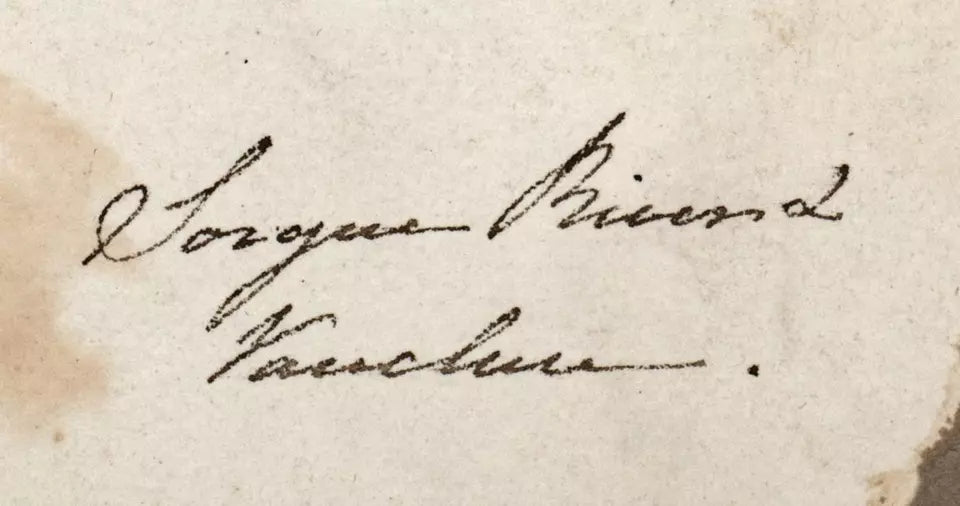 Sorgue River &
Vaucluse.